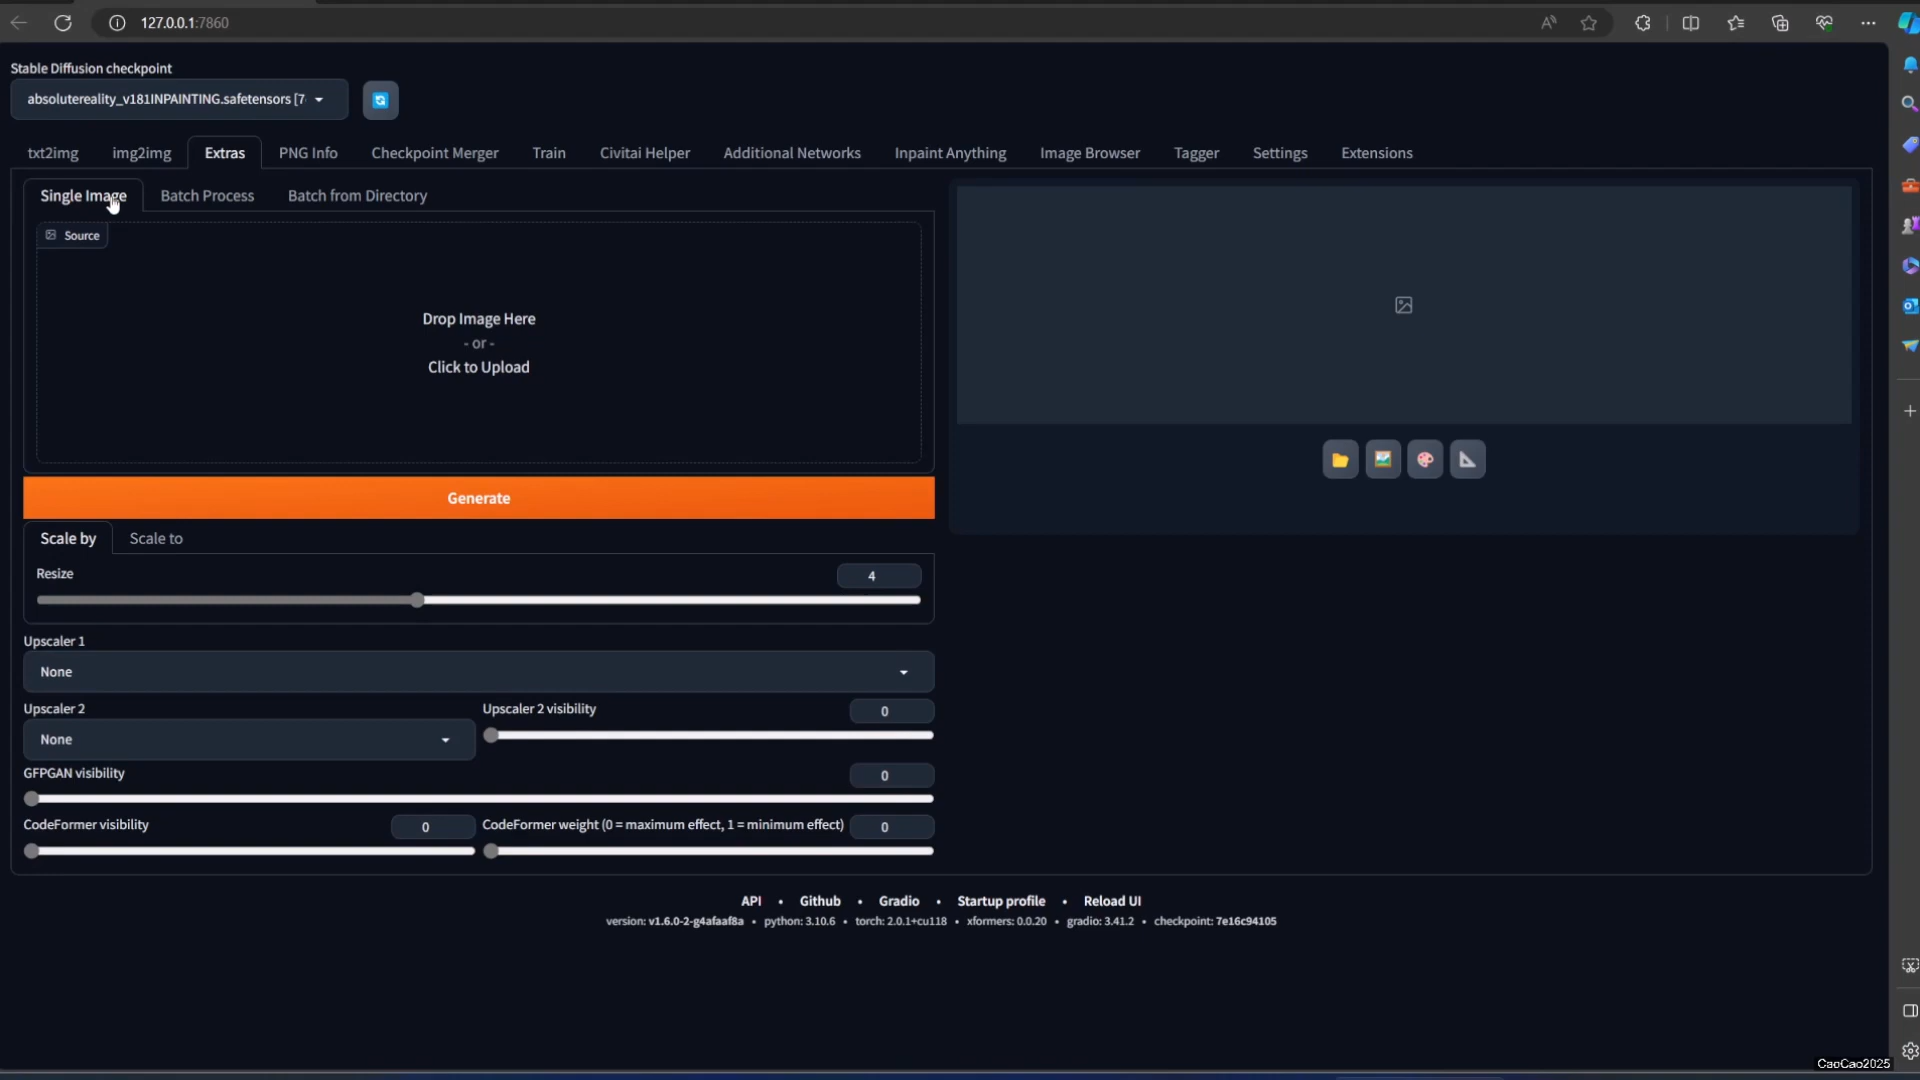 127.0.0.1:7860
Stable Diffusion checkpoint
absolutereality_v181INPAINTING.safetensors [7
txt2img img2img Extras PNG Info Checkpoint Merger Train Civitai Helper Additional Networks Inpaint Anything Image Browser Tagger Settings Extensions
Single Image Batch Process Batch from Directory
Source
Drop Image Here
- or -
Click to Upload
Generate
Scale by Scale to
Resize 4
Upscaler 1
None
Upscaler 2 Upscaler 2 visibility 0
None
GFPGAN visibility 0
CodeFormer visibility 0 CodeFormer weight (0 = maximum effect, 1 = minimum effect) 0
API • Github • Gradio • Startup profile • Reload UI
version: v1.6.0-2-g4afaaf8a • python: 3.10.6 • torch: 2.0.1+cu118 • xformers: 0.0.20 • gradio: 3.41.2 • checkpoint: 7e16c94105
CaoCao2025